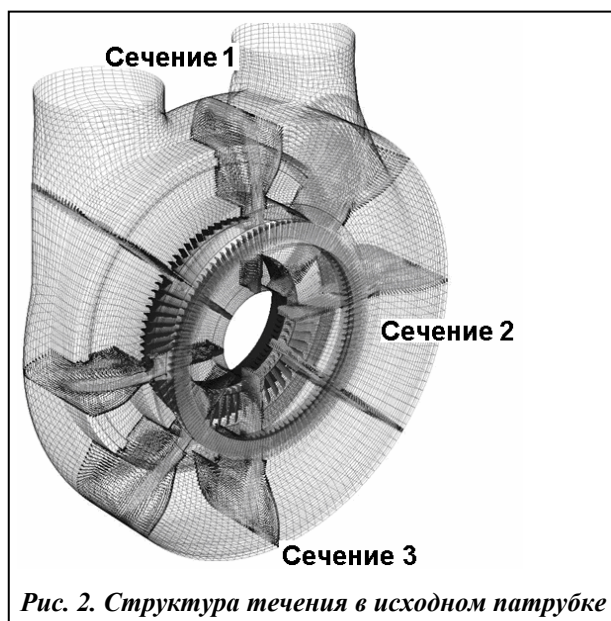 Сечение 1
Сечение 2
Сечение 3
Рис. 2. Структура течения в исходном патрубке